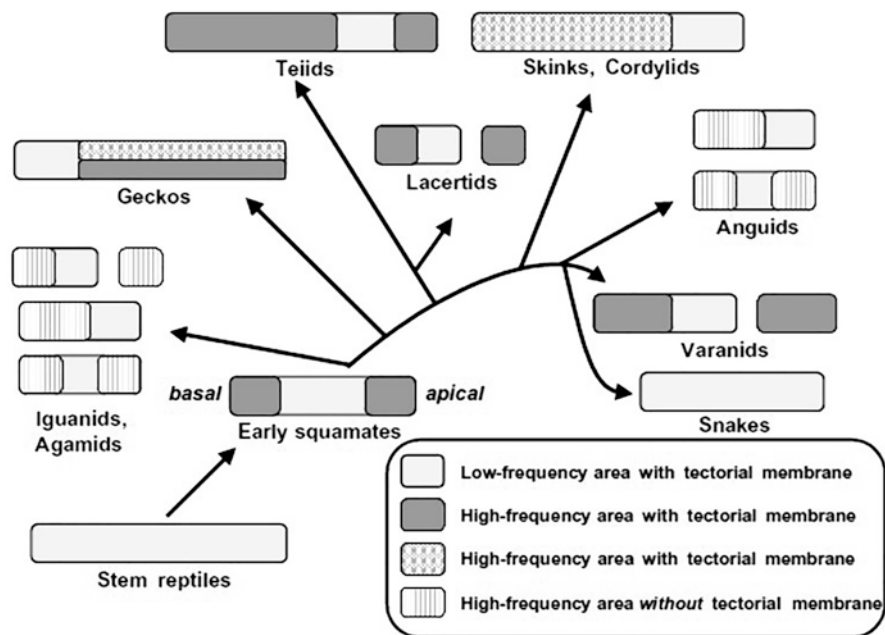 Teiids
Skinks, Cordylids
Geckos
Lacertids
Anguids
Varanids
Iguanids,
Agamids
basal
apical
Early squamates
Snakes
Stem reptiles
Low-frequency area with tectorial membrane
High-frequency area with tectorial membrane
High-frequency area with tectorial membrane
High-frequency area without tectorial membrane